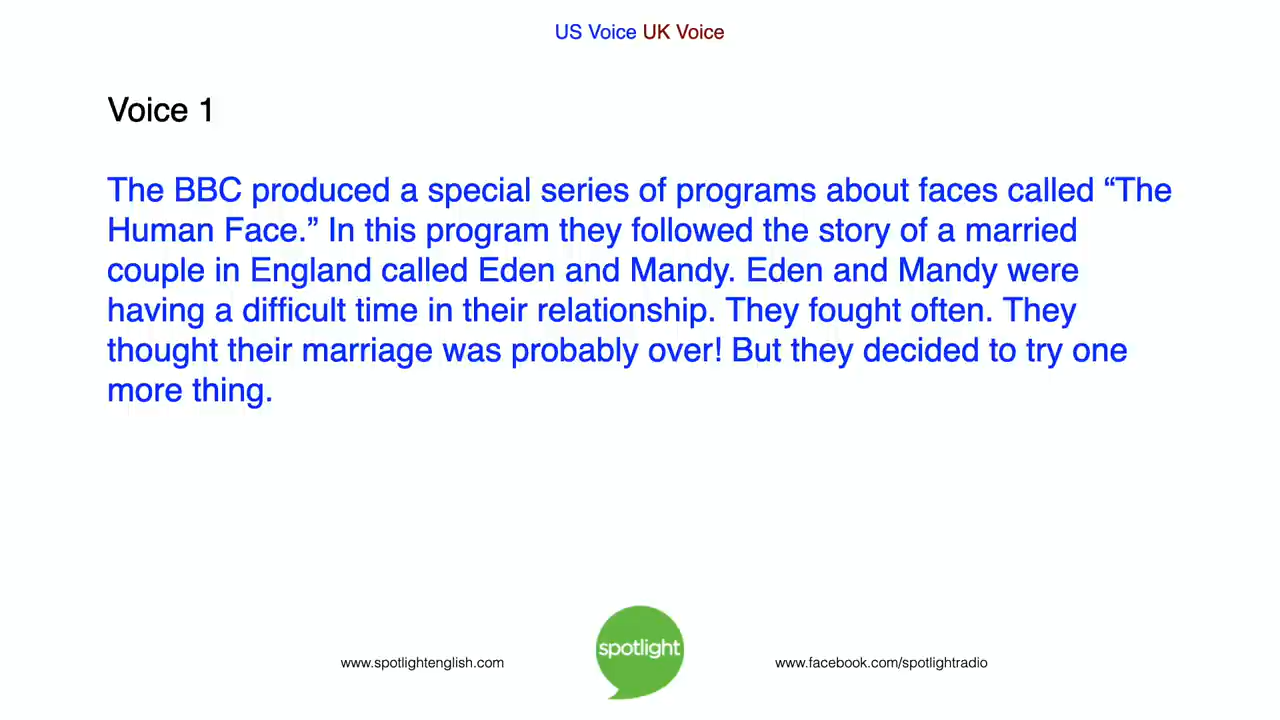 US Voice UK Voice
Voice 1
The BBC produced a special series of programs about faces called “The
Human Face.” In this program they followed the story of a married
couple in England called Eden and Mandy. Eden and Mandy were
having a difficult time in their relationship. They fought often. They
thought their marriage was probably over! But they decided to try one
more thing.
spotlight
www.spotlightenglish.com
www.facebook.com/spotlightradio